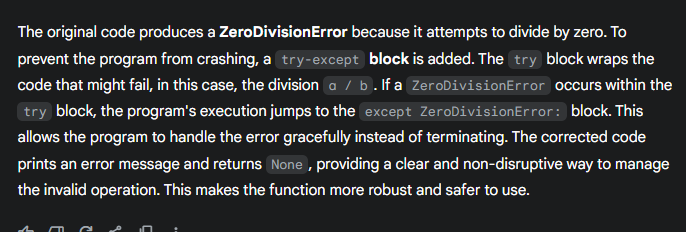 The original code produces a ZeroDivisionError because it attempts to divide by zero. To
prevent the program from crashing, a try-except block is added. The try block wraps the
code that might fail, in this case, the division a / b. If a ZeroDivisionError occurs within the
try block, the program's execution jumps to the except ZeroDivisionError: block. This
allows the program to handle the error gracefully instead of terminating. The corrected code
prints an error message and returns None, providing a clear and non-disruptive way to manage
the invalid operation. This makes the function more robust and safer to use.